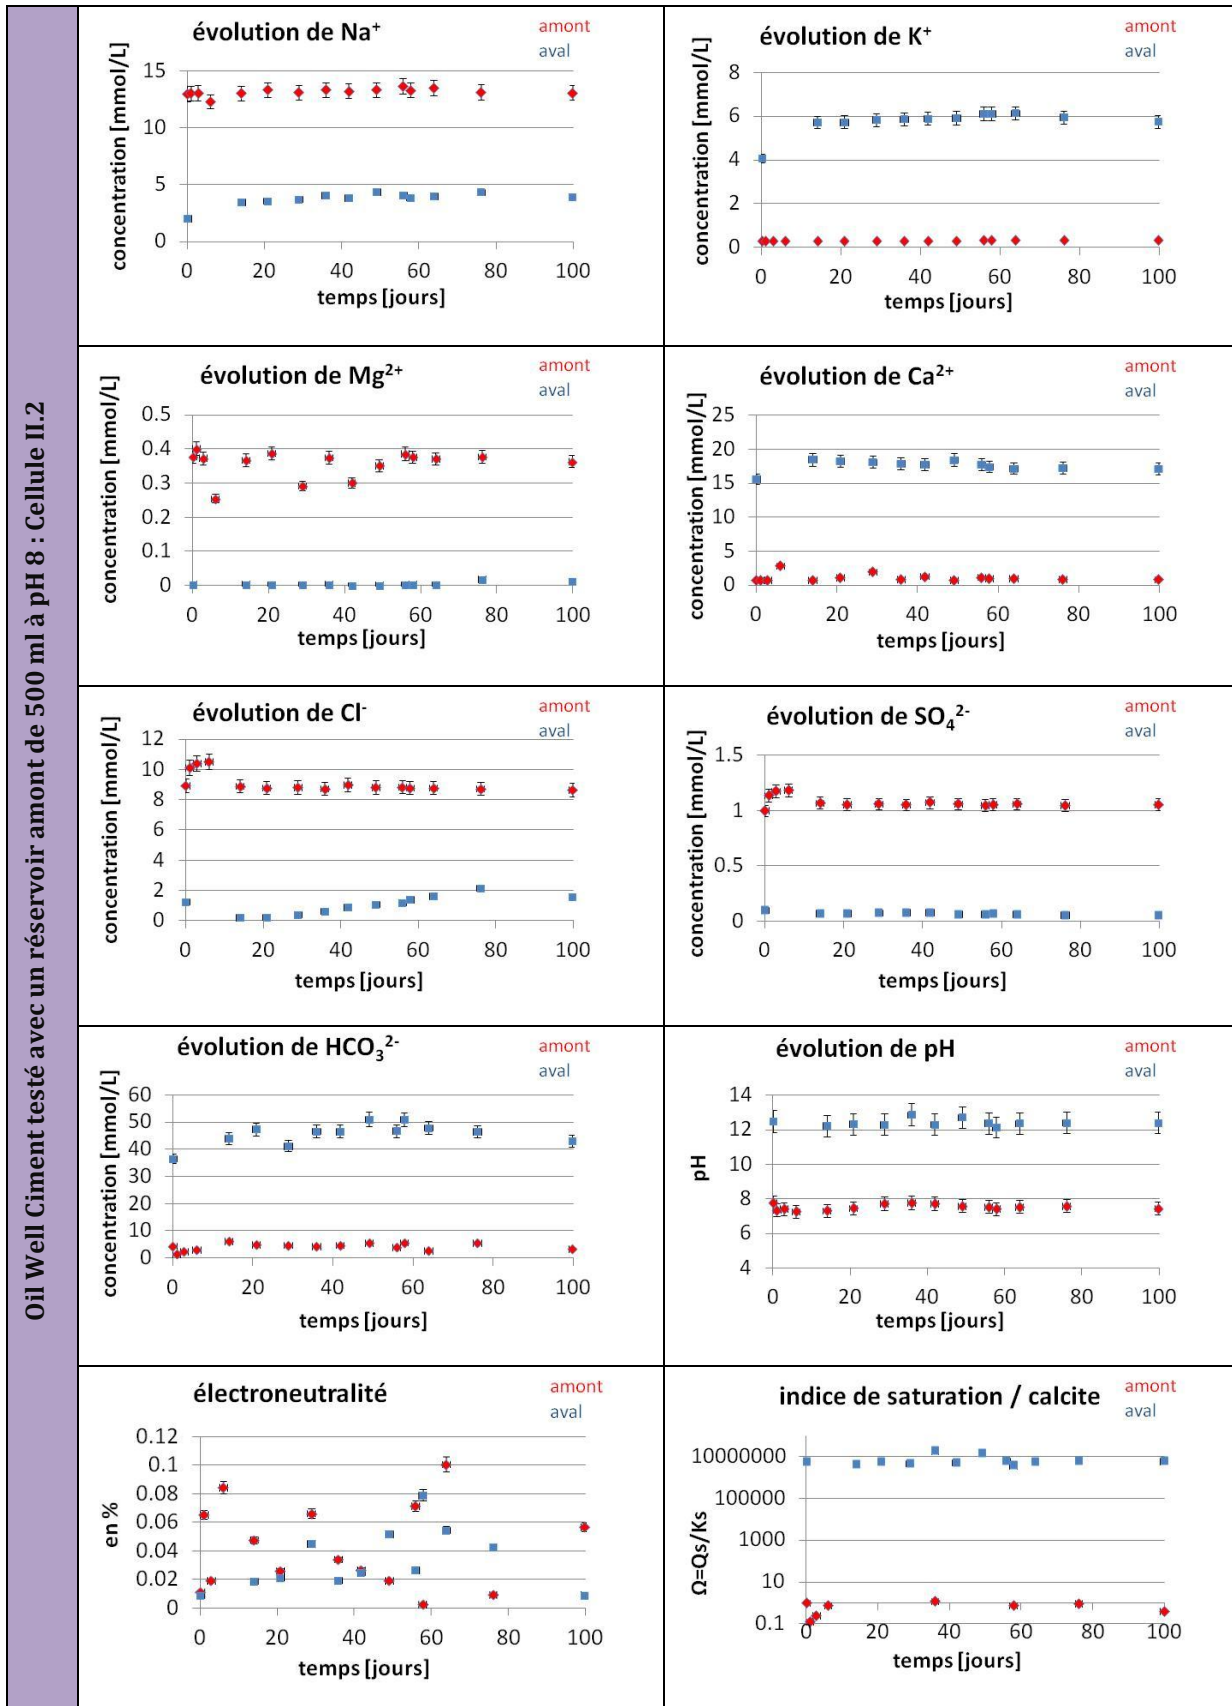 Oil Well Ciment testé avec un réservoir amont de 500 ml à pH 8 : Cellule II.2
évolution de Na⁺
amont
aval
concentration [mmol/L]
15
10
5
0
0 20 40 60 80 100
temps [jours]
évolution de K⁺
amont
aval
concentration [mmol/L]
8
6
4
2
0
0 20 40 60 80 100
temps [jours]
évolution de Mg²⁺
amont
aval
concentration [mmol/L]
0.5
0.4
0.3
0.2
0.1
0
0 20 40 60 80 100
temps [jours]
évolution de Ca²⁺
amont
aval
concentration [mmol/L]
25
20
15
10
5
0
0 20 40 60 80 100
temps [jours]
évolution de Cl⁻
amont
aval
concentration [mmol/L]
12
10
8
6
4
2
0
0 20 40 60 80 100
temps [jours]
évolution de SO₄²⁻
amont
aval
concentration [mmol/L]
1.5
1
0.5
0
0 20 40 60 80 100
temps [jours]
évolution de HCO₃²⁻
amont
aval
concentration [mmol/L]
60
50
40
30
20
10
0
0 20 40 60 80 100
temps [jours]
évolution de pH
amont
aval
pH
14
12
10
8
6
4
0 20 40 60 80 100
temps [jours]
électroneutralité
amont
aval
en %
0.12
0.1
0.08
0.06
0.04
0.02
0
0 20 40 60 80 100
temps [jours]
indice de saturation / calcite
amont
aval
Ω=Qs/Ks
10000000
100000
1000
10
0.1
0 20 40 60 80 100
temps [jours]